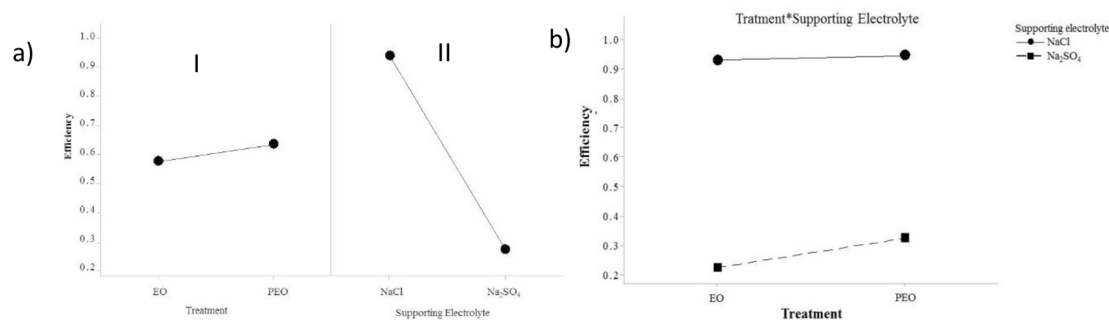 a)
I
II
Efficiency
1.0
0.9
0.8
0.7
0.6
0.5
0.4
0.3
0.2
EO
PEO
NaCl
Na₂SO₄
Treatment
Supporting Electrolyte
b)
Tratment*Supporting Electrolyte
Supporting electrolyte
NaCl
Na₂SO₄
Efficiency
1.0
0.9
0.8
0.7
0.6
0.5
0.4
0.3
0.2
EO
PEO
Treatment